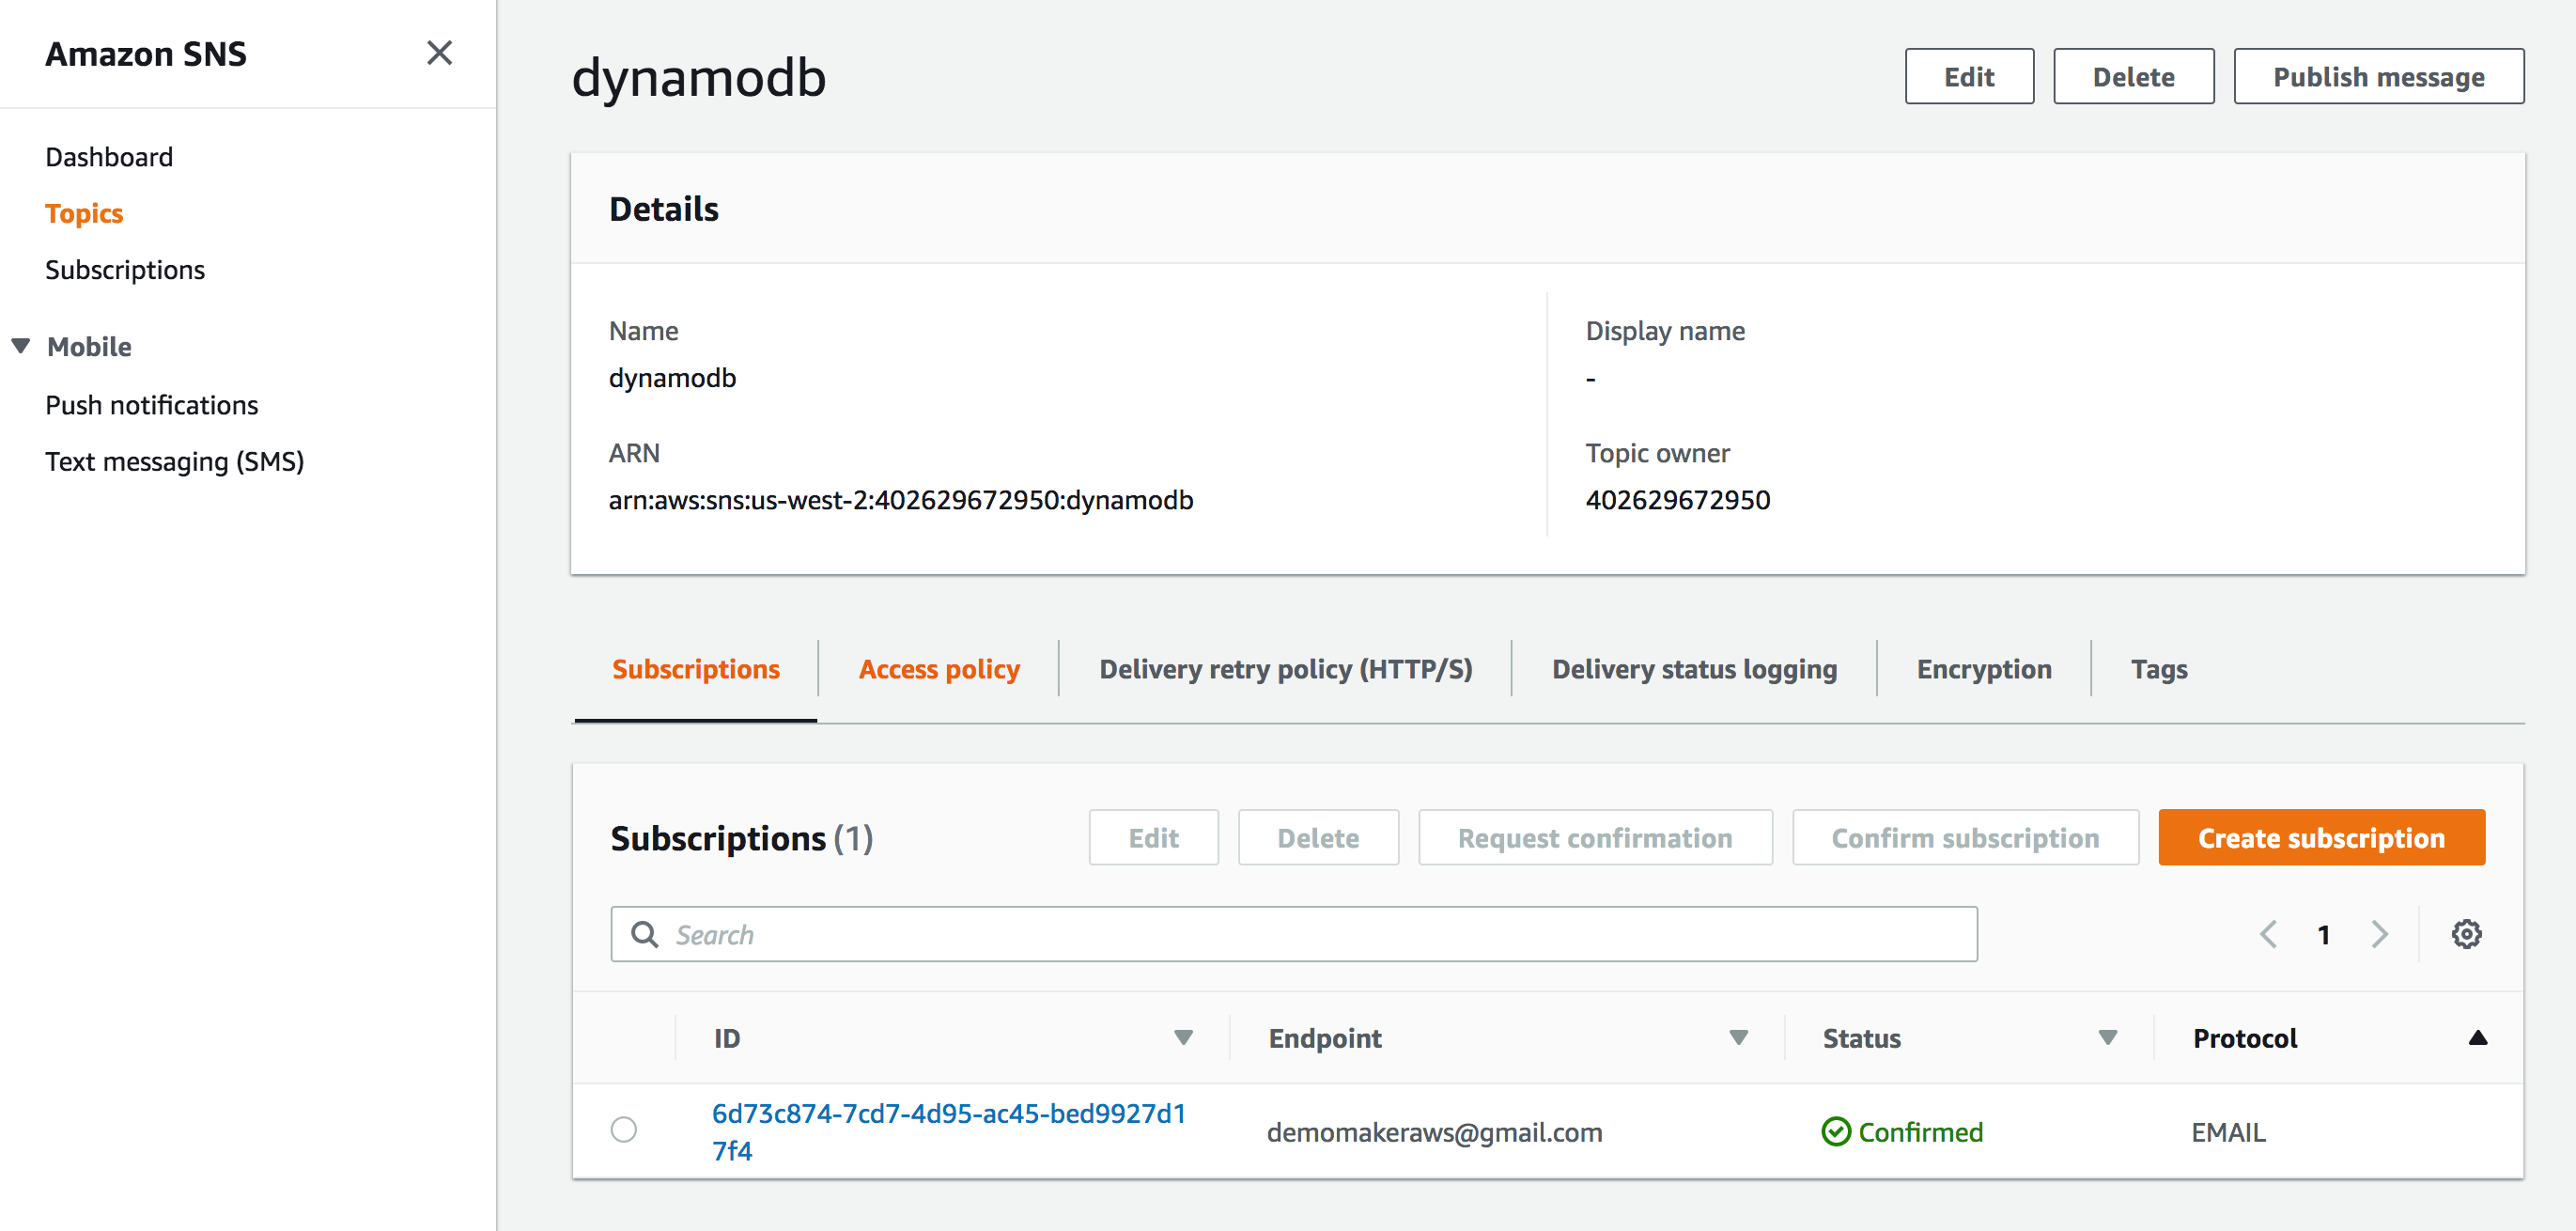 Amazon SNS
Dashboard
Topics
Subscriptions
Mobile
Push notifications
Text messaging (SMS)
dynamodb
Edit
Delete
Publish message
Details
Name
dynamodb
ARN
arn:aws:sns:us-west-2:402629672950:dynamodb
Display name
-
Topic owner
402629672950
Subscriptions
Access policy
Delivery retry policy (HTTP/S)
Delivery status logging
Encryption
Tags
Subscriptions (1)
Edit
Delete
Request confirmation
Confirm subscription
Create subscription
Search
1
ID
Endpoint
Status
Protocol
6d73c874-7cd7-4d95-ac45-bed9927d1
7f4
demomakeraws@gmail.com
Confirmed
EMAIL